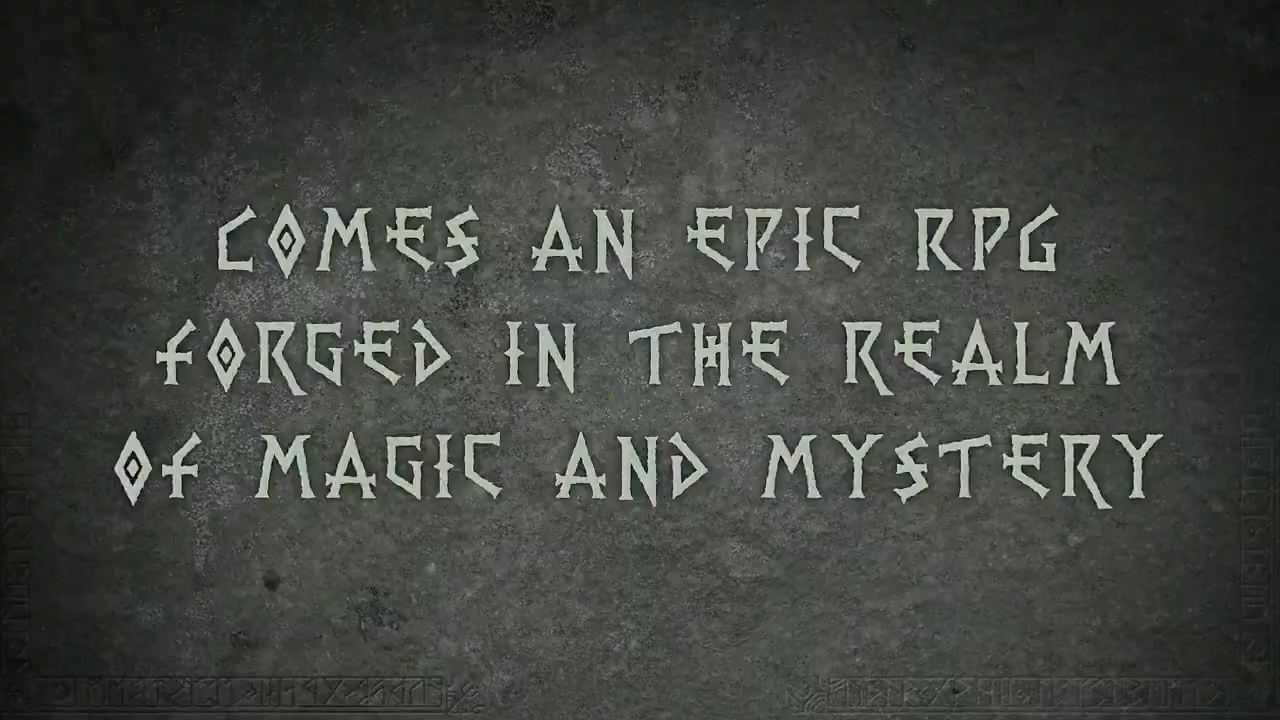 COMES AN EPIC RPG
FORGED IN THE REALM
OF MAGIC AND MYSTERY